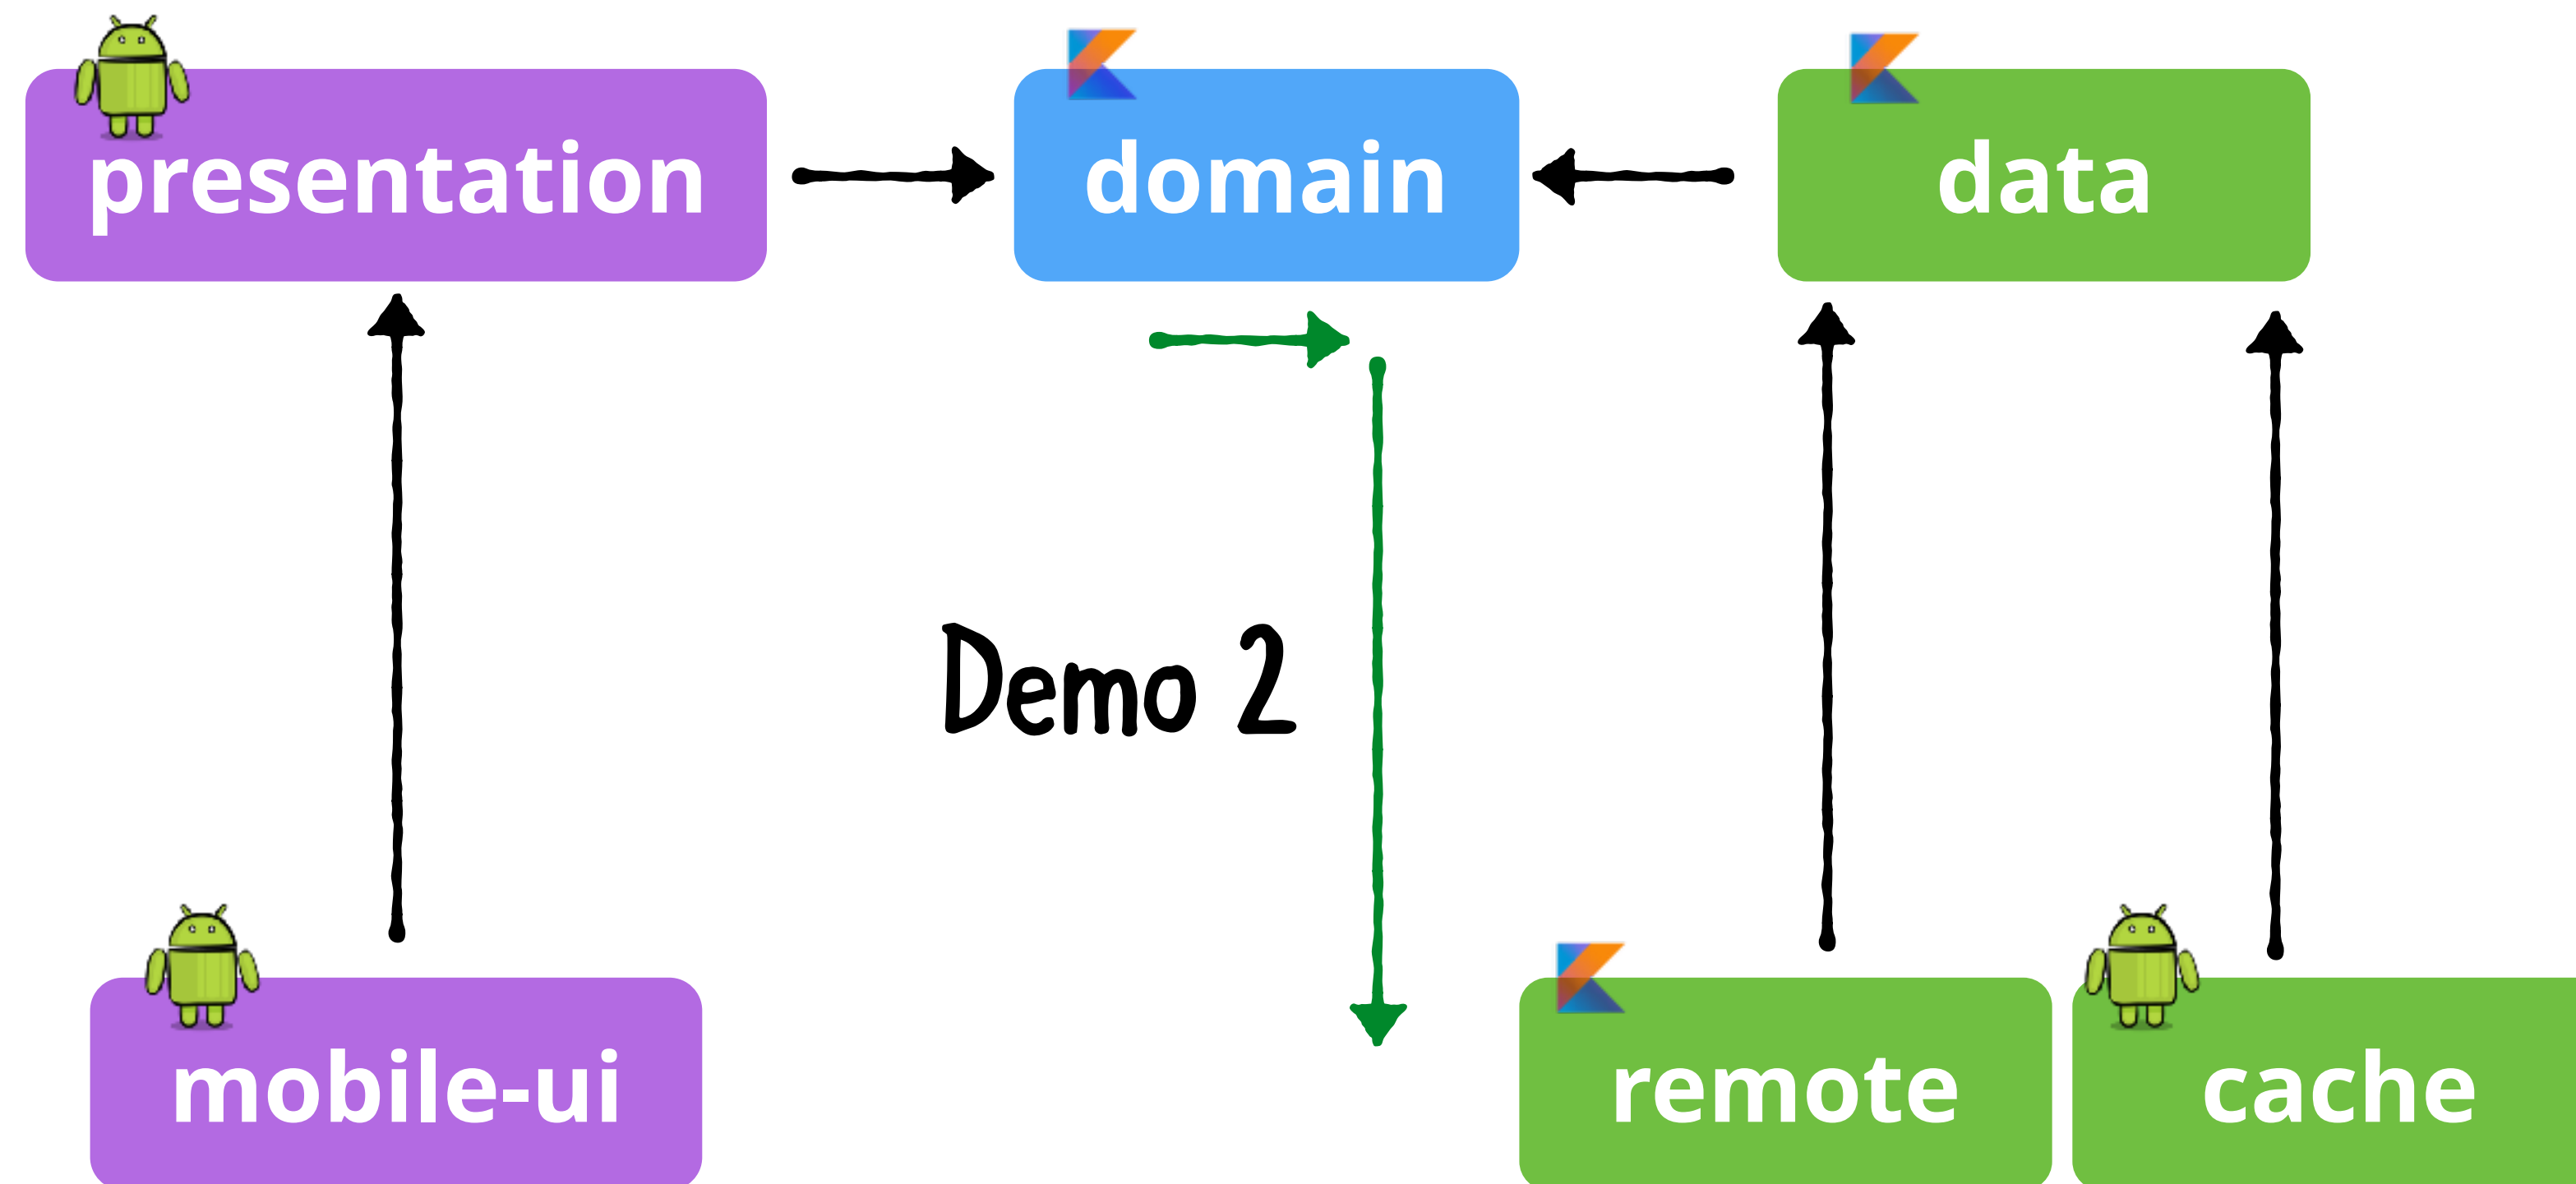 presentation
domain
data
Demo 2
mobile-ui
remote
cache